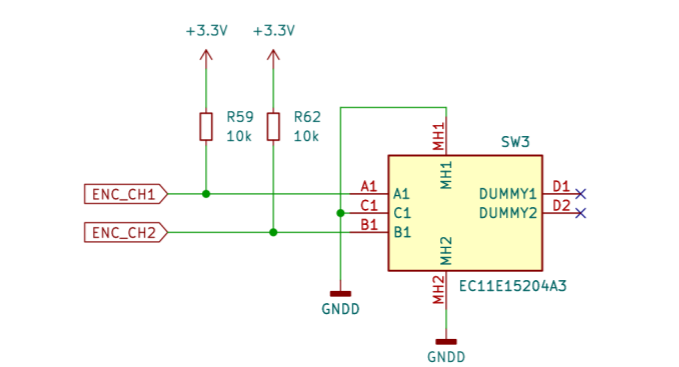 +3.3V +3.3V
R59 R62
10k 10k
MH1
SW3
MH1
ENC_CH1 A1 A1 DUMMY1 D1
C1 C1 DUMMY2 D2
ENC_CH2 B1 B1
MH2
MH2
EC11E15204A3
GNDD
GNDD